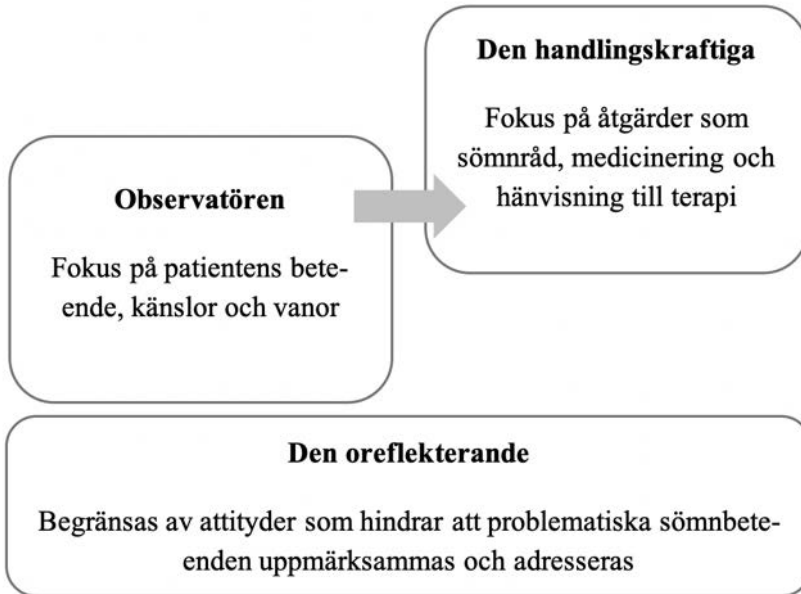 Den handlingskraftiga
Fokus på åtgärder som
sömnråd, medicinering och
hänvisning till terapi
Observatören
Fokus på patientens bete-
ende, känslor och vanor
Den oreflekterande
Begränsas av attityder som hindrar att problematiska sömnbete-
enden uppmärksammas och adresseras